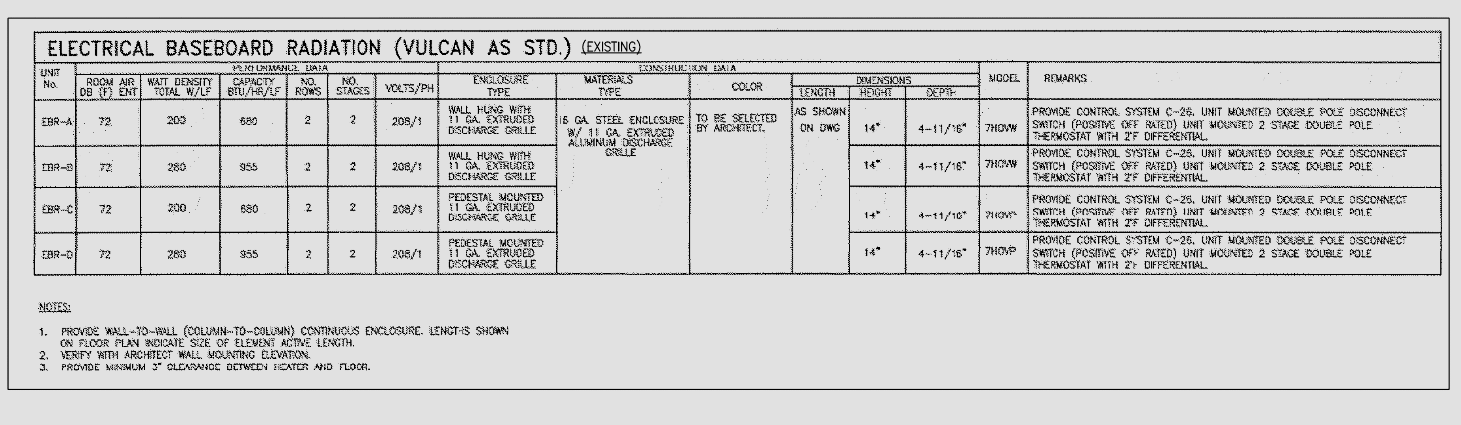 ELECTRICAL BASEBOARD RADIATION (VULCAN AS STD.) (EXISTING)
UNIT No.
PERFORMANCE DATA
CONSTRUCTION DATA
MODEL
REMARKS
ROOM AIR DB (F) ENT
WATT DENSITY TOTAL W/LF
CAPACITY BTU/HR/LF
NO. ROWS
NO. STAGES
VOLTS/PH
ENCLOSURE TYPE
MATERIALS TYPE
COLOR
DIMENSIONS
LENGTH
HEIGHT
DEPTH
EBR-A
72
200
680
2
2
208/1
WALL HUNG WITH
11 GA. EXTRUDED
DISCHARGE GRILLE
16 GA. STEEL ENCLOSURE
W/ 11 GA. EXTRUDED
ALUMINUM DISCHARGE
GRILLE
TO BE SELECTED
BY ARCHITECT.
AS SHOWN
ON DWG
14"
4-11/16"
7HOVW
PROVIDE CONTROL SYSTEM C-26, UNIT MOUNTED DOUBLE POLE DISCONNECT
SWITCH (POSITIVE OFF RATED) UNIT MOUNTED 2 STAGE DOUBLE POLE
THERMOSTAT WITH 2°F DIFFERENTIAL.
EBR-B
72
280
955
2
2
208/1
WALL HUNG WITH
11 GA. EXTRUDED
DISCHARGE GRILLE
14"
4-11/16"
7HOVW
PROVIDE CONTROL SYSTEM C-26, UNIT MOUNTED DOUBLE POLE DISCONNECT
SWITCH (POSITIVE OFF RATED) UNIT MOUNTED 2 STAGE DOUBLE POLE
THERMOSTAT WITH 2°F DIFFERENTIAL.
EBR-C
72
200
680
2
2
208/1
PEDESTAL MOUNTED
11 GA. EXTRUDED
DISCHARGE GRILLE
14"
4-11/16"
7HOVP
PROVIDE CONTROL SYSTEM C-26, UNIT MOUNTED DOUBLE POLE DISCONNECT
SWITCH (POSITIVE OFF RATED) UNIT MOUNTED 2 STAGE DOUBLE POLE
THERMOSTAT WITH 2°F DIFFERENTIAL.
EBR-D
72
280
955
2
2
208/1
PEDESTAL MOUNTED
11 GA. EXTRUDED
DISCHARGE GRILLE
14"
4-11/16"
7HOVP
PROVIDE CONTROL SYSTEM C-26, UNIT MOUNTED DOUBLE POLE DISCONNECT
SWITCH (POSITIVE OFF RATED) UNIT MOUNTED 2 STAGE DOUBLE POLE
THERMOSTAT WITH 2°F DIFFERENTIAL.
NOTES:
1. PROVIDE WALL-TO-WALL (COLUMN-TO-COLUMN) CONTINUOUS ENCLOSURE. LENGTHS SHOWN
ON FLOOR PLAN INDICATE SIZE OF ELEMENT ACTIVE LENGTH.
2. VERIFY WITH ARCHITECT WALL MOUNTING ELEVATION.
3. PROVIDE MINIMUM 3" CLEARANCE BETWEEN HEATER AND FLOOR.